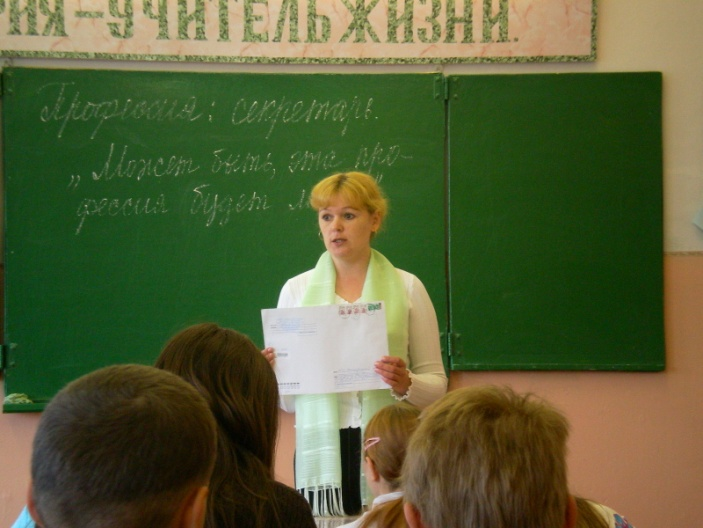 РИЯ-УЧИТЕЛЬ ЖИЗНИ.
Профессия: секретарь.
„Может быть, эта про-
фессия будет